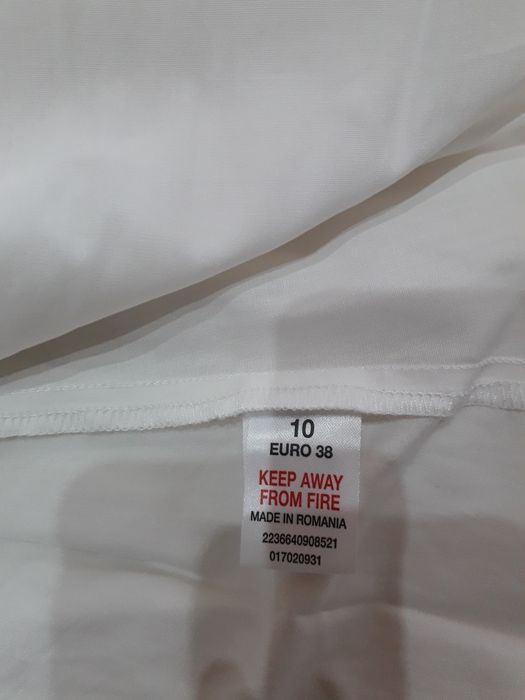 10
EURO 38
KEEP AWAY
FROM FIRE
MADE IN ROMANIA
2236640908521
017020931